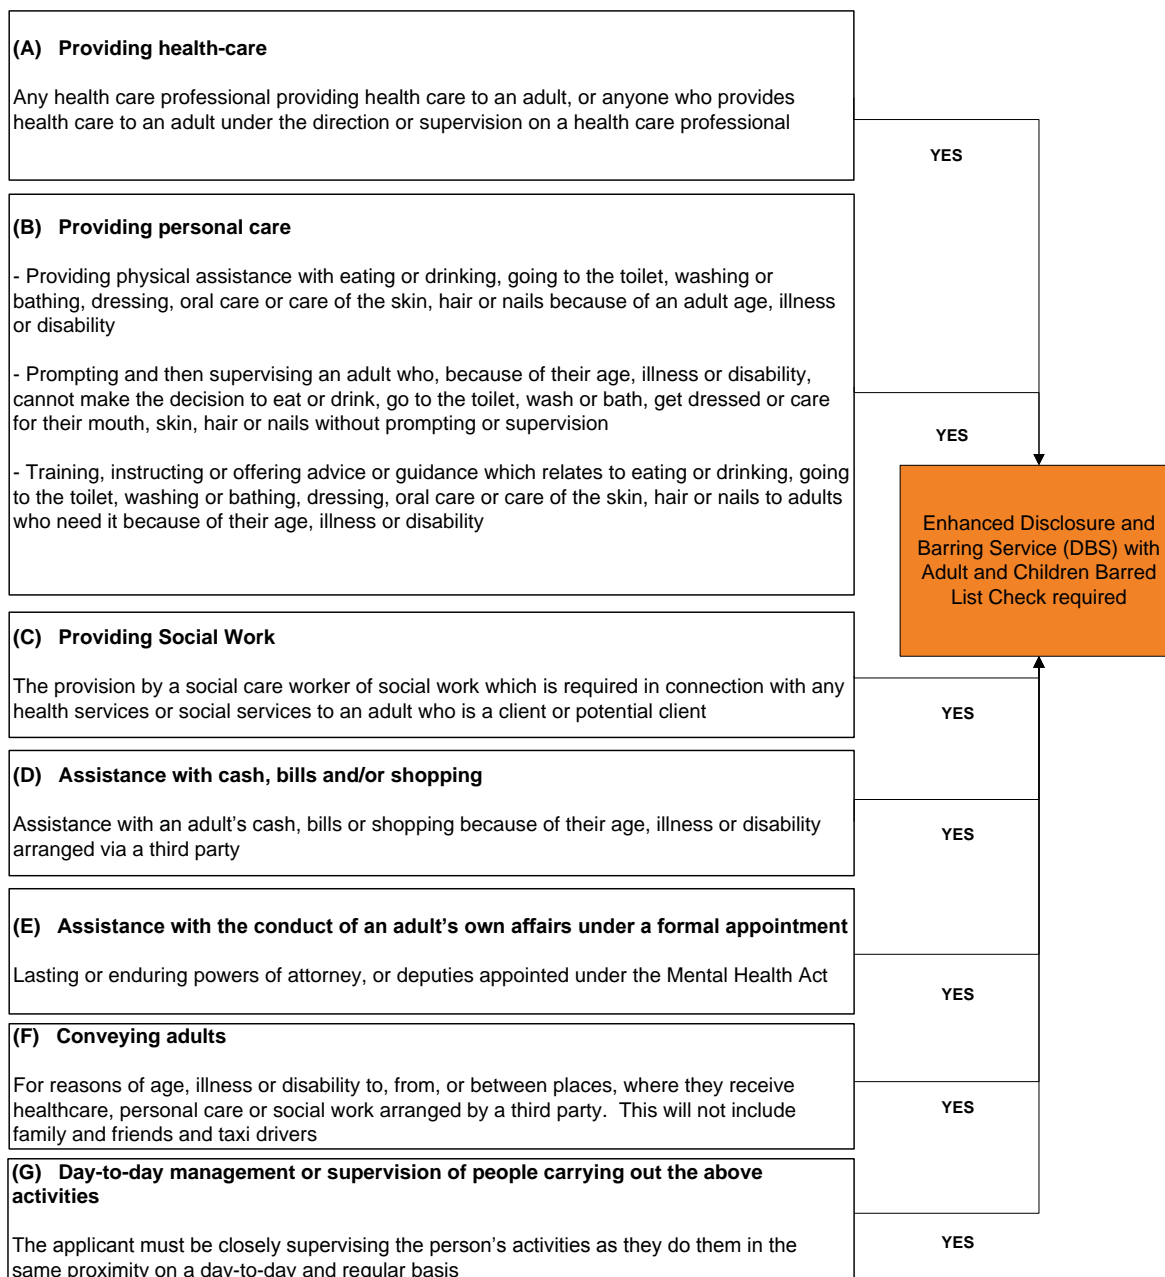 (A) Providing health-care
Any health care professional providing health care to an adult, or anyone who provides
health care to an adult under the direction or supervision on a health care professional
YES
(B) Providing personal care
- Providing physical assistance with eating or drinking, going to the toilet, washing or
bathing, dressing, oral care or care of the skin, hair or nails because of an adult age, illness
or disability
- Prompting and then supervising an adult who, because of their age, illness or disability,
cannot make the decision to eat or drink, go to the toilet, wash or bath, get dressed or care
for their mouth, skin, hair or nails without prompting or supervision
- Training, instructing or offering advice or guidance which relates to eating or drinking, going
to the toilet, washing or bathing, dressing, oral care or care of the skin, hair or nails to adults
who need it because of their age, illness or disability
YES
Enhanced Disclosure and
Barring Service (DBS) with
Adult and Children Barred
List Check required
(C) Providing Social Work
The provision by a social care worker of social work which is required in connection with any
health services or social services to an adult who is a client or potential client
YES
(D) Assistance with cash, bills and/or shopping
Assistance with an adult's cash, bills or shopping because of their age, illness or disability
arranged via a third party
YES
(E) Assistance with the conduct of an adult's own affairs under a formal appointment
Lasting or enduring powers of attorney, or deputies appointed under the Mental Health Act
YES
(F) Conveying adults
For reasons of age, illness or disability to, from, or between places, where they receive
healthcare, personal care or social work arranged by a third party. This will not include
family and friends and taxi drivers
YES
(G) Day-to-day management or supervision of people carrying out the above
activities
The applicant must be closely supervising the person's activities as they do them in the
same proximity on a day-to-day and regular basis
YES